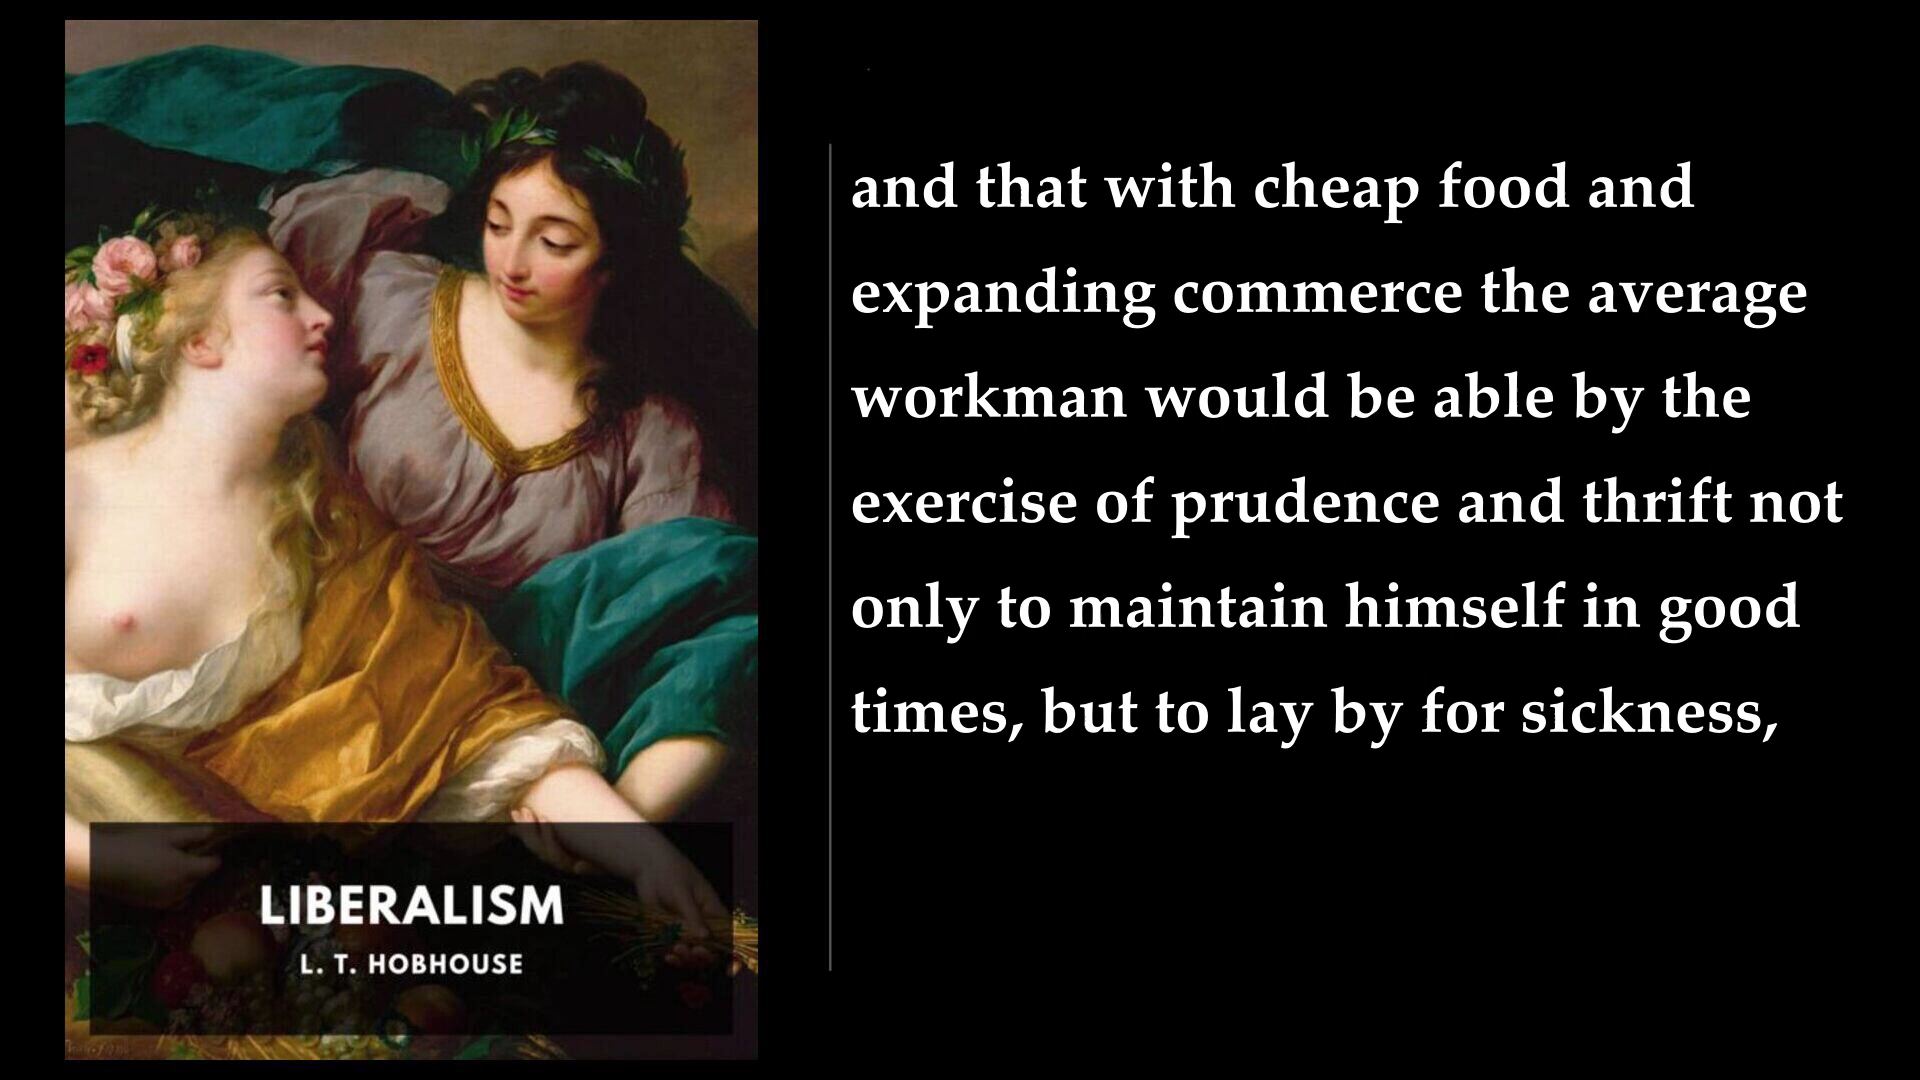 LIBERALISM
L. T. HOBHOUSE
and that with cheap food and
expanding commerce the average
workman would be able by the
exercise of prudence and thrift not
only to maintain himself in good
times, but to lay by for sickness,